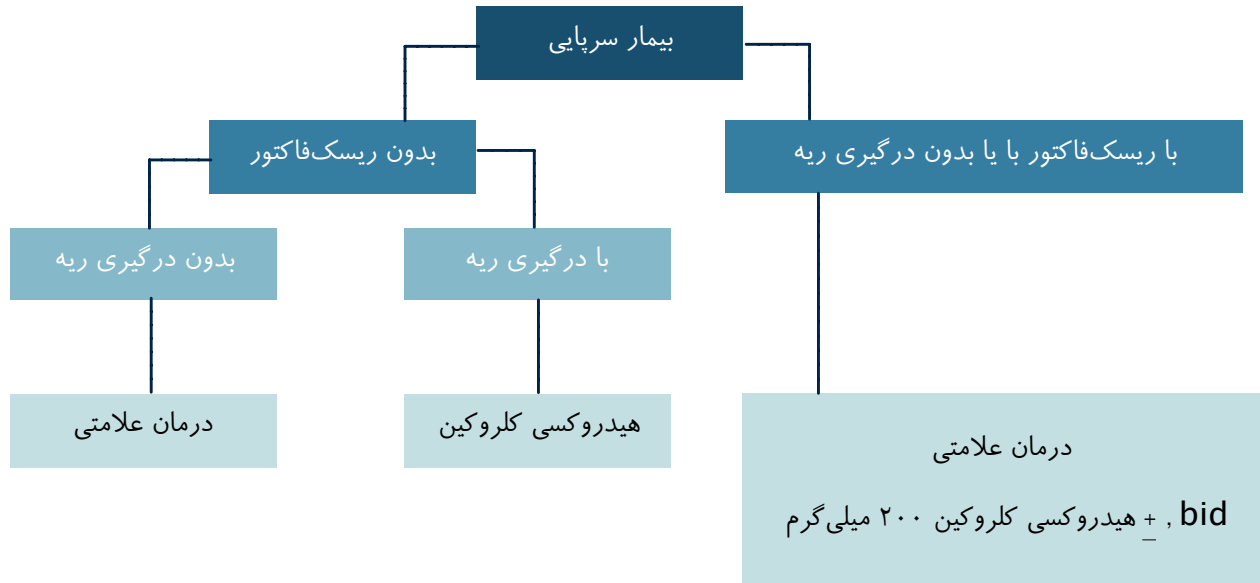 بیمار سرپایی
با ریسک‌فاکتور با یا بدون درگیری ریه
بدون ریسک‌فاکتور
با درگیری ریه
بدون درگیری ریه
هیدروکسی کلروکین
درمان علامتی
درمان علامتی
bid , ± هیدروکسی کلروکین ۲۰۰ میلی‌گرم